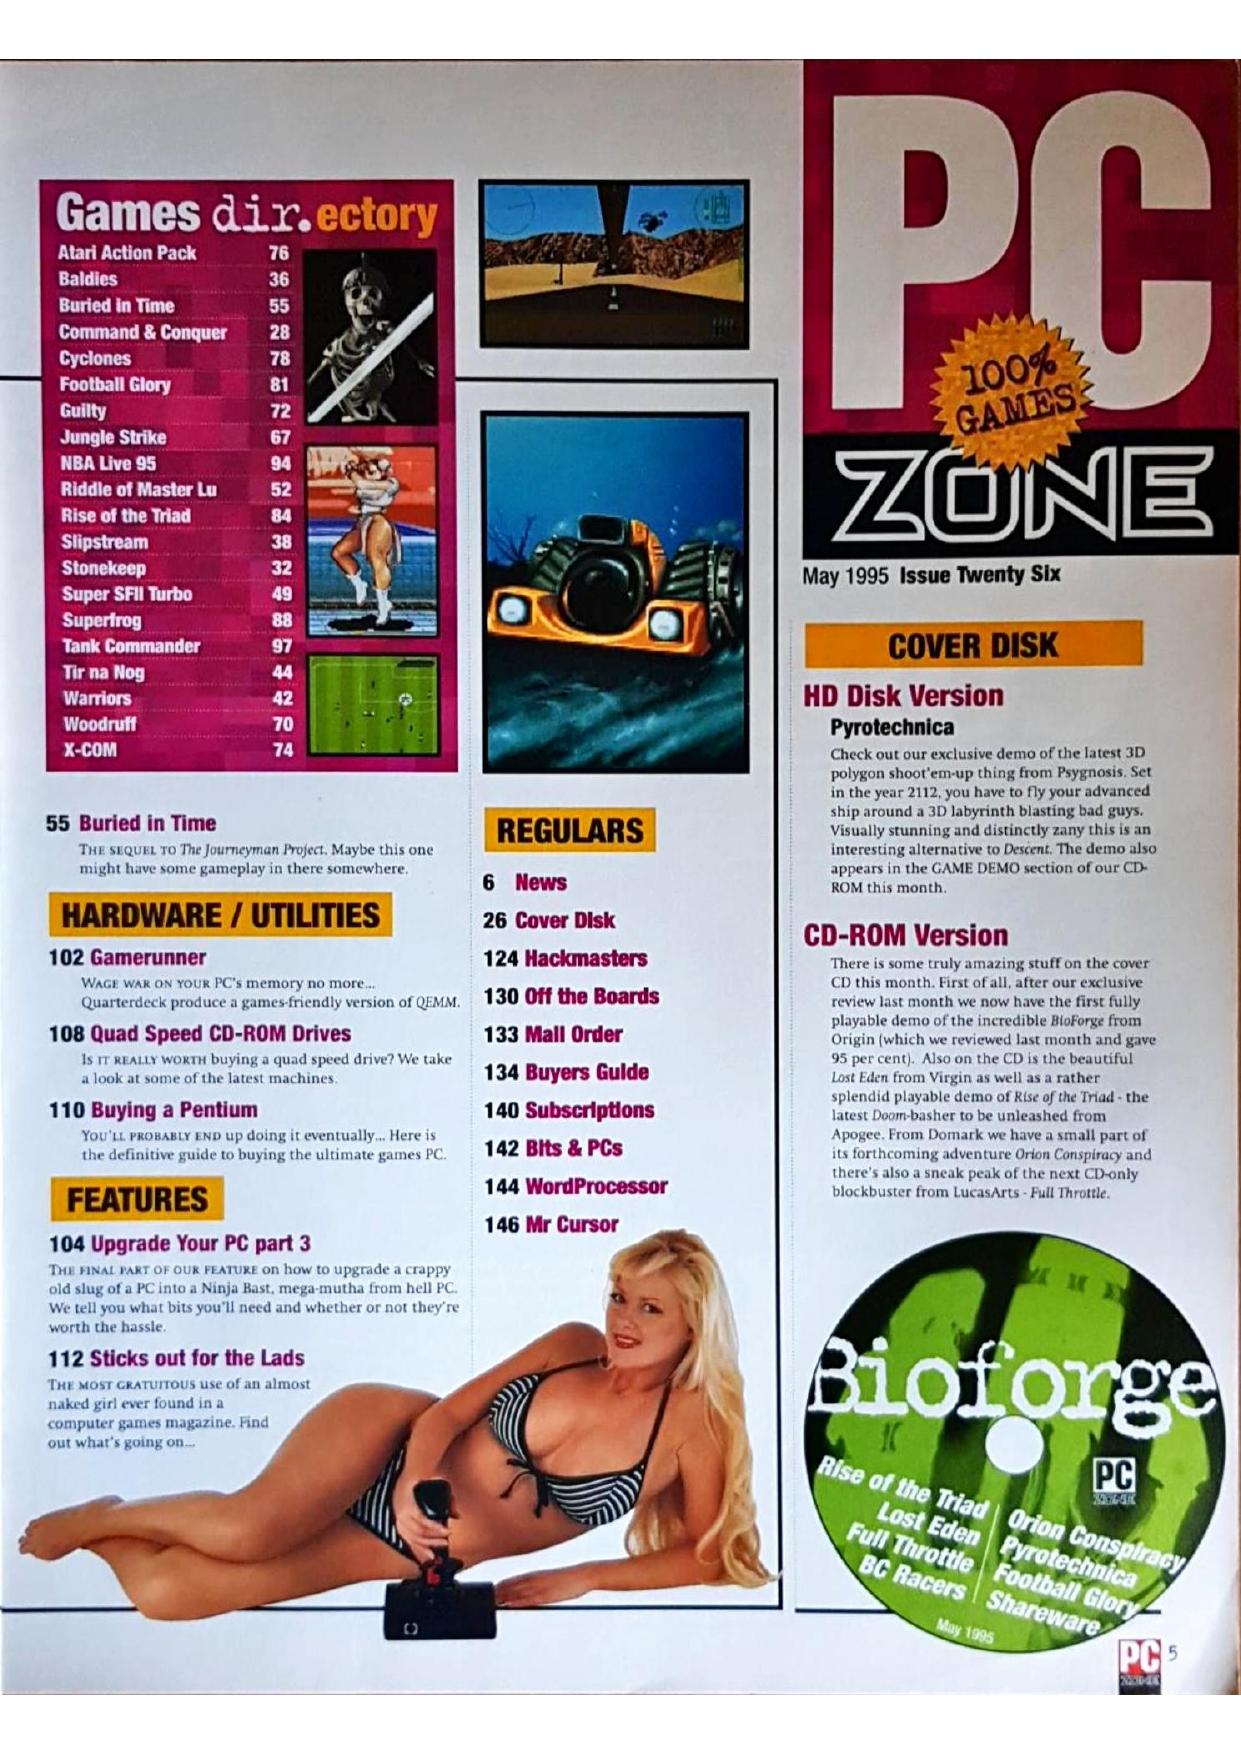 Games dir.ectory
Atari Action Pack 76
Baldies 36
Buried in Time 55
Command & Conquer 28
Cyclones 78
Football Glory 81
Guilty 72
Jungle Strike 67
NBA Live 95 94
Riddle of Master Lu 52
Rise of the Triad 84
Slipstream 38
Stonekeep 32
Super SFII Turbo 49
Superfrog 88
Tank Commander 97
Tir na Nog 44
Warriors 42
Woodruff 70
X-COM 74
55 Buried in Time
THE SEQUEL TO The Journeyman Project. Maybe this one
might have some gameplay in there somewhere.
HARDWARE / UTILITIES
102 Gamerunner
WAGE WAR ON YOUR PC's memory no more...
Quarterdeck produce a games-friendly version of QEMM.
108 Quad Speed CD-ROM Drives
IS IT REALLY WORTH buying a quad speed drive? We take
a look at some of the latest machines.
110 Buying a Pentium
YOU'LL PROBABLY END up doing it eventually... Here is
the definitive guide to buying the ultimate games PC.
FEATURES
104 Upgrade Your PC part 3
THE FINAL PART OF OUR FEATURE on how to upgrade a crappy
old slug of a PC into a Ninja Bast, mega-mutha from hell PC.
We tell you what bits you'll need and whether or not they're
worth the hassle.
112 Sticks out for the Lads
THE MOST GRATUITOUS use of an almost
naked girl ever found in a
computer games magazine. Find
out what's going on...
REGULARS
6 News
26 Cover Disk
124 Hackmasters
130 Off the Boards
133 Mail Order
134 Buyers Guide
140 Subscriptions
142 Bits & PCs
144 WordProcessor
146 Mr Cursor
PC
100%
GAMES
ZONE
May 1995 Issue Twenty Six
COVER DISK
HD Disk Version
Pyrotechnica
Check out our exclusive demo of the latest 3D
polygon shoot'em-up thing from Psygnosis. Set
in the year 2112, you have to fly your advanced
ship around a 3D labyrinth blasting bad guys.
Visually stunning and distinctly zany this is an
interesting alternative to Descent. The demo also
appears in the GAME DEMO section of our CD-
ROM this month.
CD-ROM Version
There is some truly amazing stuff on the cover
CD this month. First of all, after our exclusive
review last month we now have the first fully
playable demo of the incredible BioForge from
Origin (which we reviewed last month and gave
95 per cent). Also on the CD is the beautiful
Lost Eden from Virgin as well as a rather
splendid playable demo of Rise of the Triad - the
latest Doom-basher to be unleashed from
Apogee. From Domark we have a small part of
its forthcoming adventure Orion Conspiracy and
there's also a sneak peak of the next CD-only
blockbuster from LucasArts - Full Throttle.
Bioforge
PC
ZONE
Rise of the Triad
Lost Eden
Full Throttle
BC Racers
Orion Conspiracy
Pyrotechnica
Football Glory
Shareware
May 1995
PC
ZONE
5